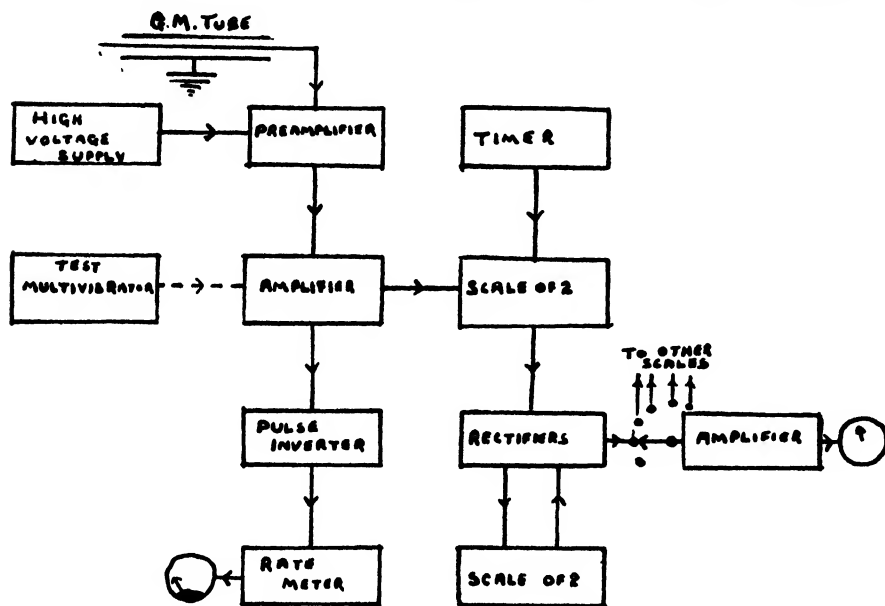 G.M. TUBE
HIGH
VOLTAGE
SUPPLY
PREAMPLIFIER
TIMER
TEST
MULTIVIBRATOR
AMPLIFIER
SCALE OF 2
TO OTHER
SCALES
PULSE
INVERTER
RECTIFIERS
AMPLIFIER
RATE
METER
SCALE OF 2